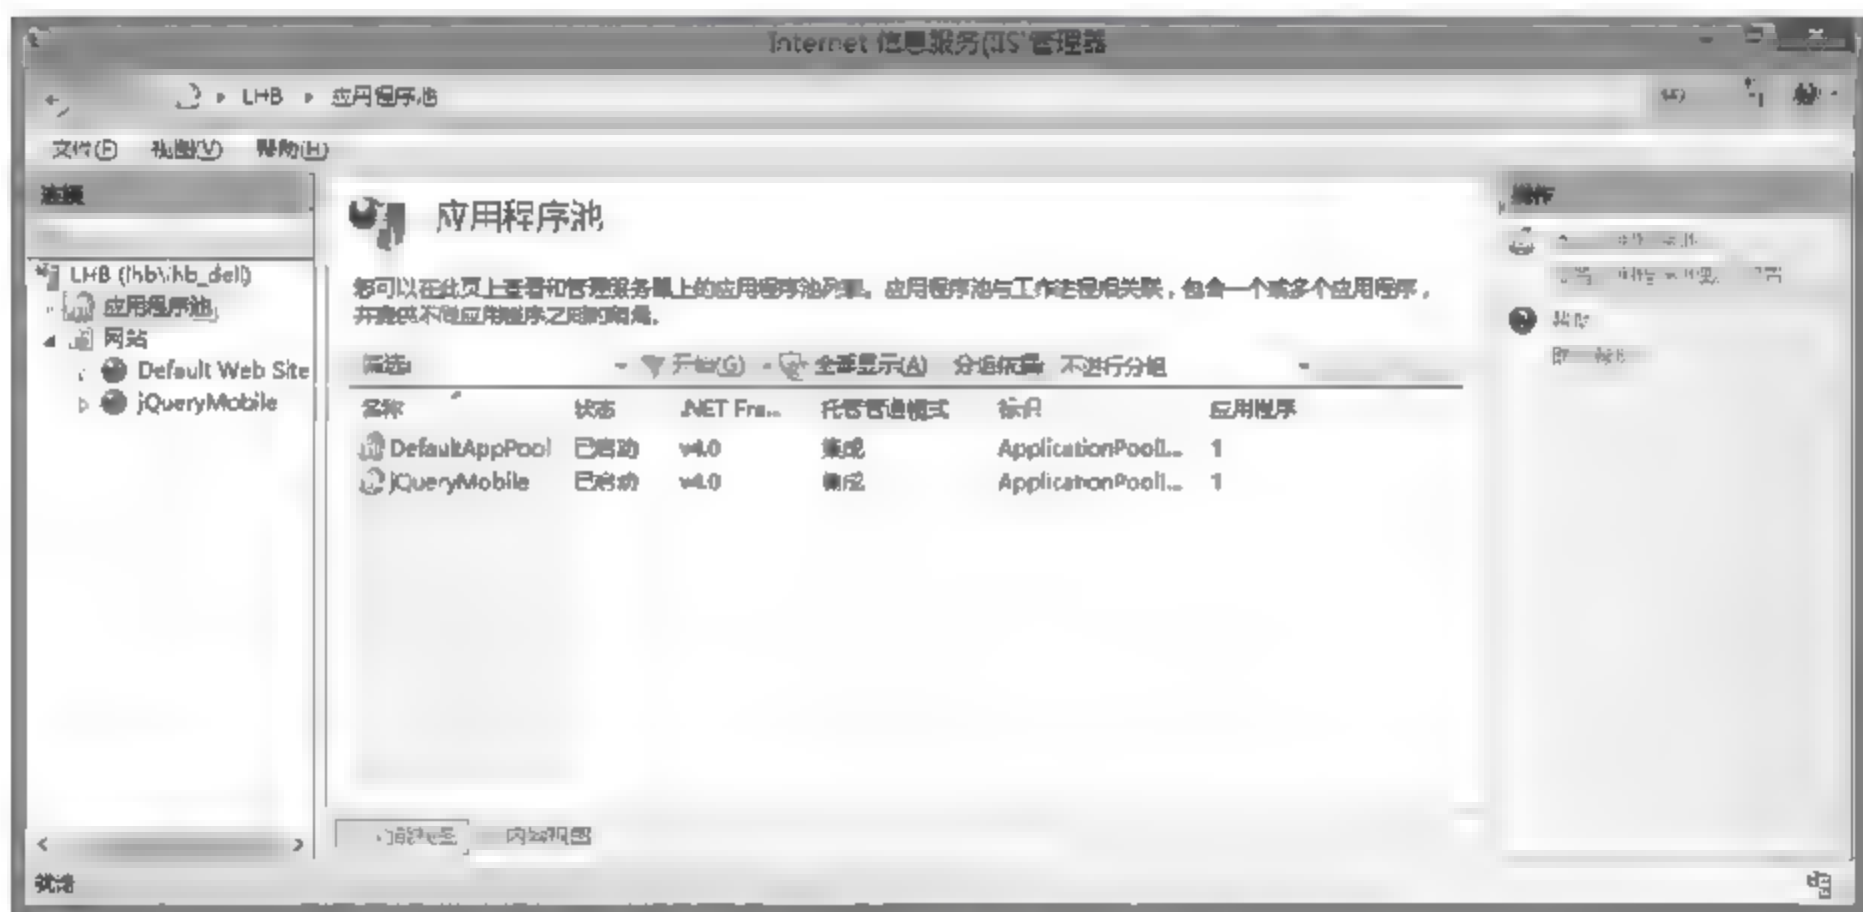 Internet 信息服务(IIS)管理器
LHB 应用程序池
文件(F) 视图(V) 帮助(H)
连接
LHB (lhb\lhb_dell)
应用程序池
网站
Default Web Site
jQueryMobile
应用程序池
您可以在此页上查看和管理服务器上的应用程序池列表。应用程序池与工作进程相关联，包含一个或多个应用程序，
并提供不同应用程序之间的隔离。
筛选: 开始(G) 全部显示(A) 分组依据: 不进行分组
名称 状态 .NET Fra... 托管管道模式 标识 应用程序
DefaultAppPool 已启动 v4.0 集成 ApplicationPoolI... 1
jQueryMobile 已启动 v4.0 集成 ApplicationPoolI... 1
功能视图 内容视图
操作
帮助
就绪